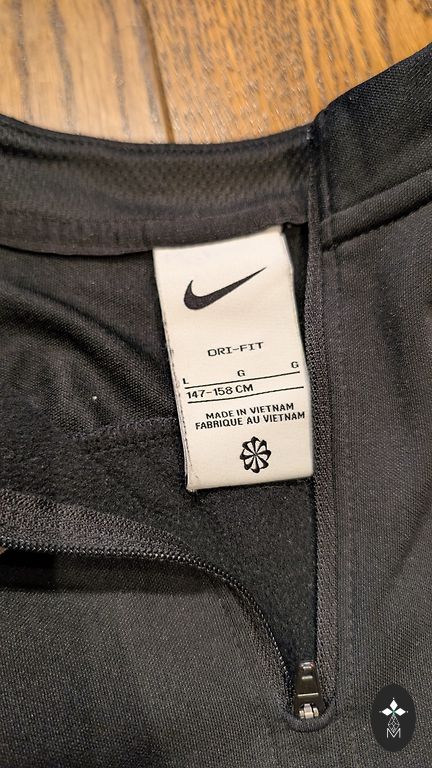 DRI-FIT
L G G
147-158 CM
MADE IN VIETNAM
FABRIQUE AU VIETNAM
M